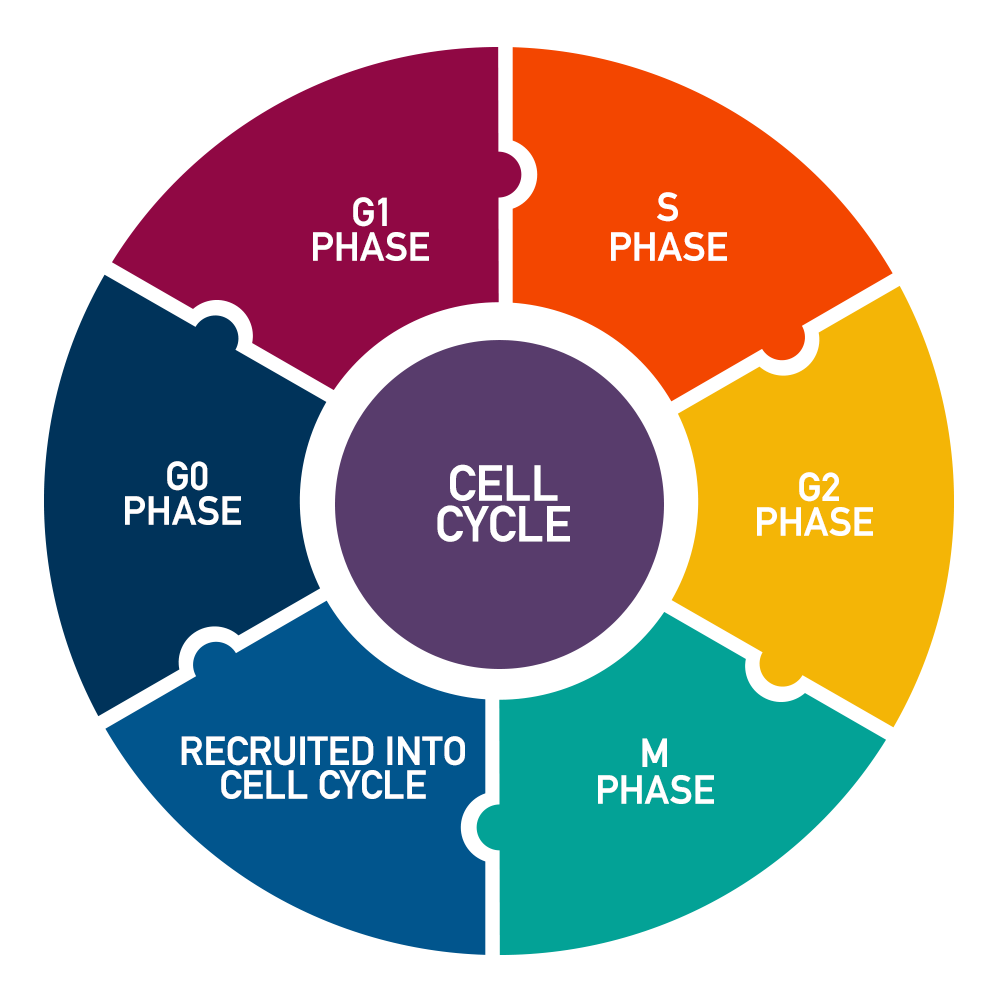 G1
PHASE
S
PHASE
G2
PHASE
M
PHASE
RECRUITED INTO
CELL CYCLE
G0
PHASE
CELL
CYCLE